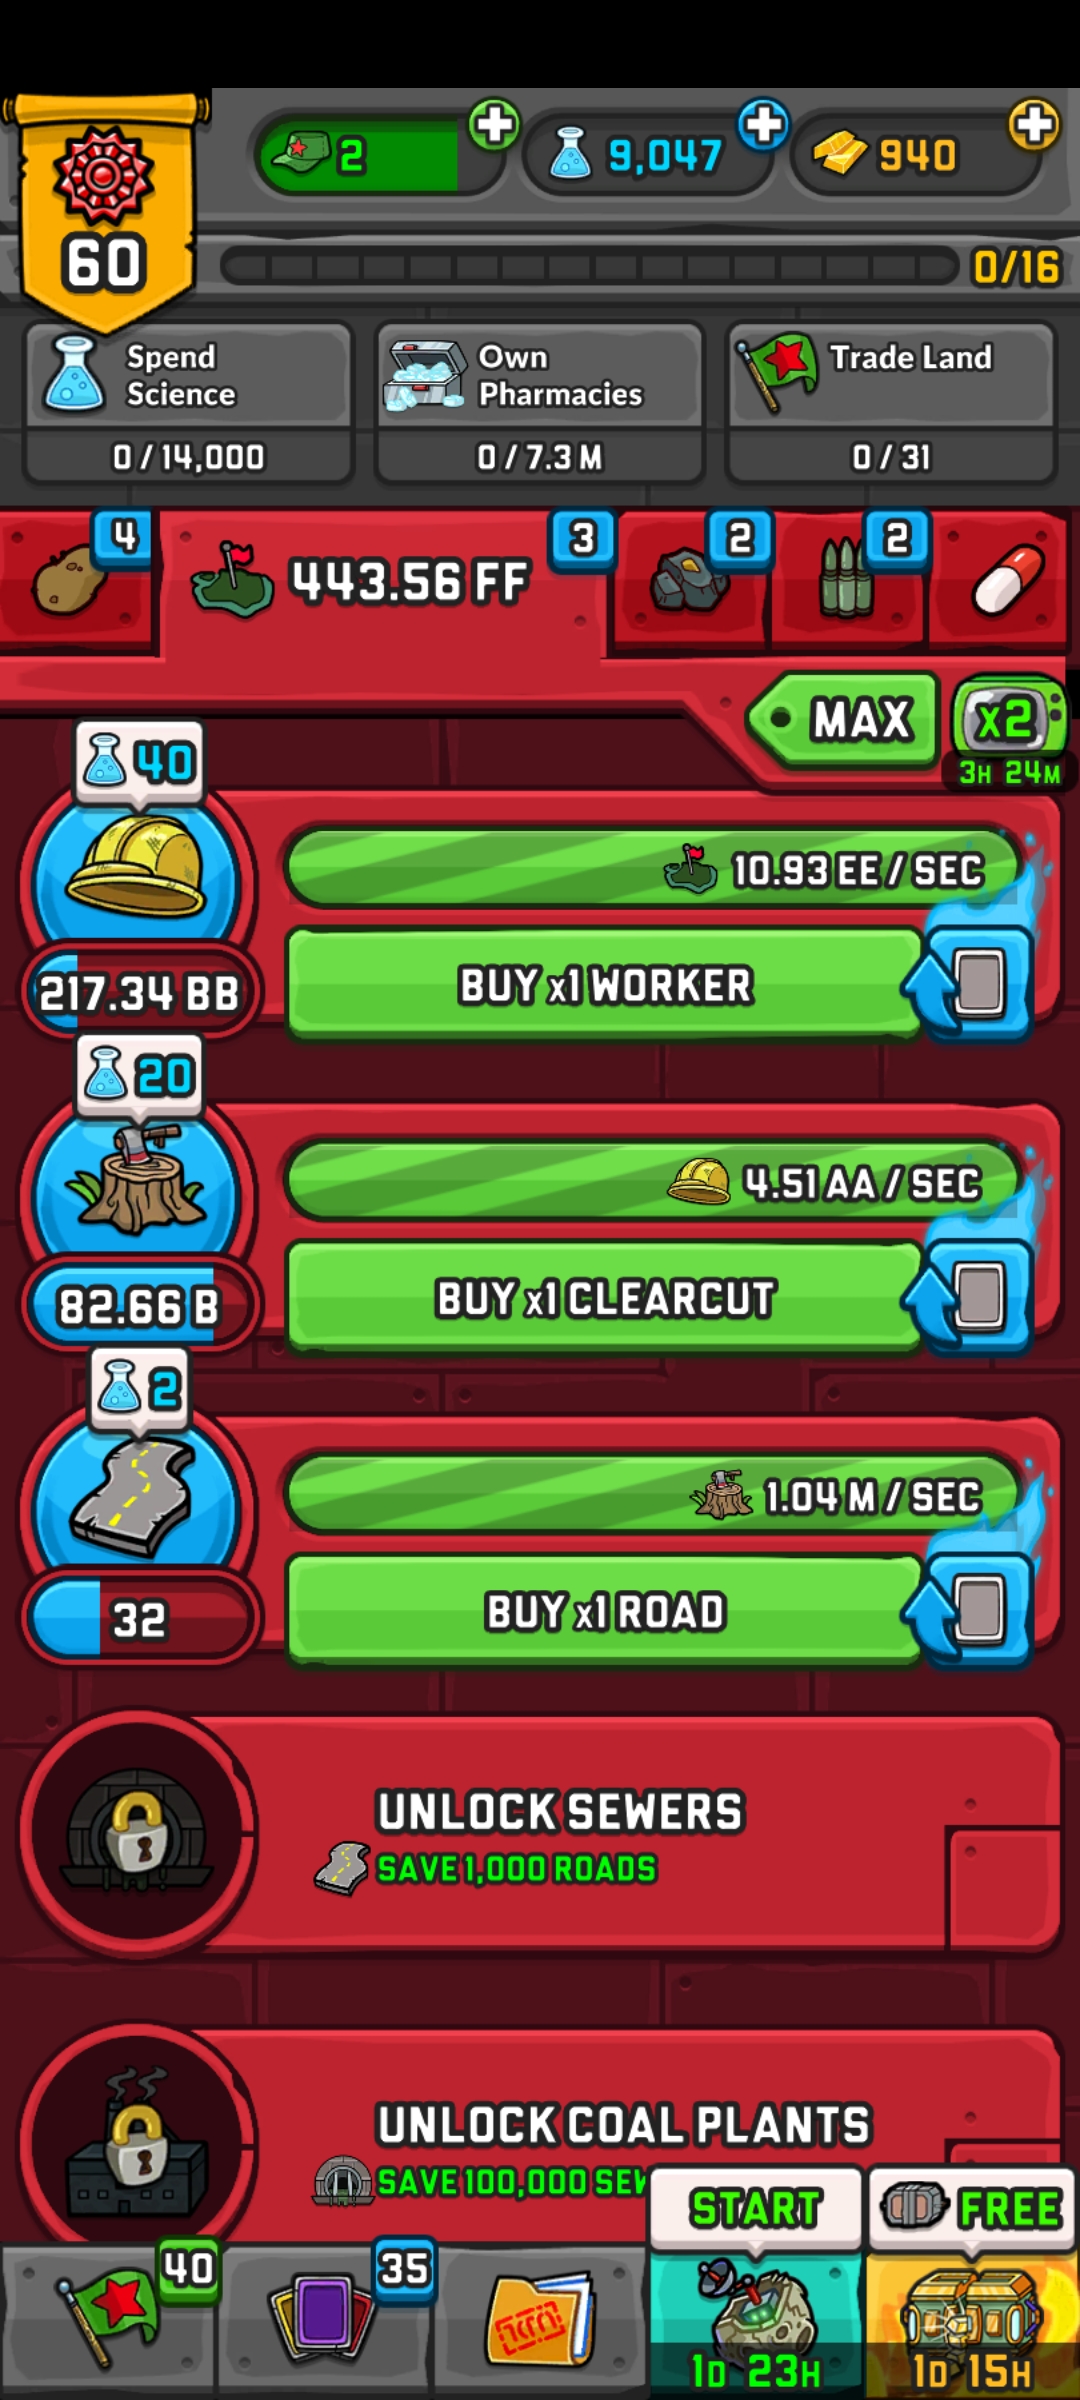 2
9,047
940
60
0/16
Spend
Science
Own
Pharmacies
Trade Land
0/14,000
0/7.3 M
0/31
4
443.56 FF
3
2
2
MAX
x2
3H 24M
40
10.93 EE / SEC
BUY x1 WORKER
217.34 BB
20
4.51 AA / SEC
BUY x1 CLEARCUT
82.66 B
2
1.04 M / SEC
BUY x1 ROAD
32
UNLOCK SEWERS
SAVE 1,000 ROADS
UNLOCK COAL PLANTS
SAVE 100,000 SEW
START
FREE
40
35
1D 23H
1D 15H